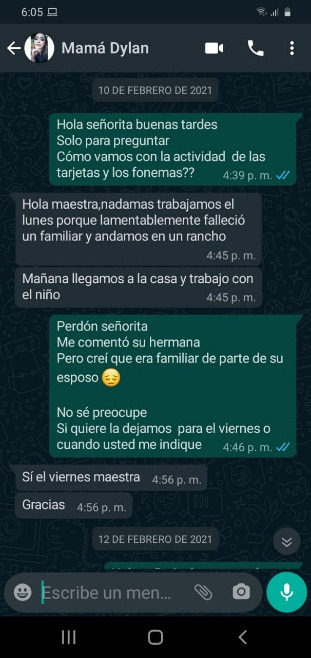 6:05
Mamá Dylan
10 DE FEBRERO DE 2021
Hola señorita buenas tardes
Solo para preguntar
Cómo vamos con la actividad de las
tarjetas y los fonemas??
4:39 p. m.
Hola maestra,nadamas trabajamos el
lunes porque lamentablemente falleció
un familiar y andamos en un rancho
4:45 p. m.
Mañana llegamos a la casa y trabajo con
el niño
4:45 p. m.
Perdón señorita
Me comentó su hermana
Pero creí que era familiar de parte de su
esposo 😔
No sé preocupe
Si quiere la dejamos para el viernes o
cuando usted me indique
4:46 p. m.
Sí el viernes maestra
4:56 p. m.
Gracias
4:56 p. m.
12 DE FEBRERO DE 2021
Escribe un men...